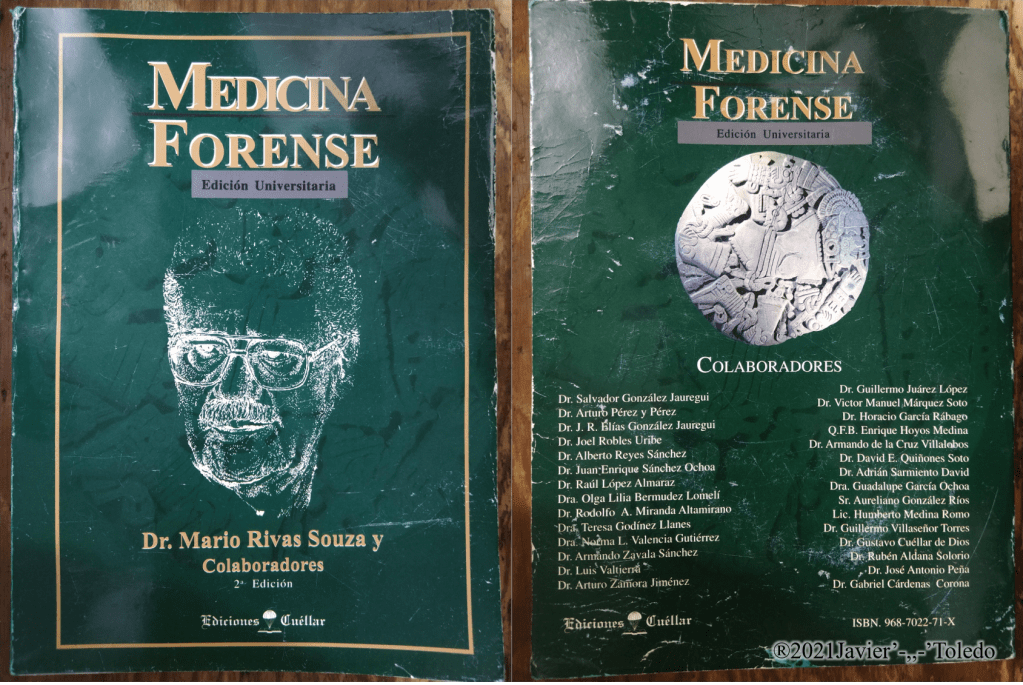 MEDICINA
FORENSE
Edición Universitaria
Dr. Mario Rivas Souza y
Colaboradores
2ª Edición
Ediciones Cuéllar
MEDICINA
FORENSE
Edición Universitaria
COLABORADORES
Dr. Salvador González Jauregui
Dr. Arturo Pérez y Pérez
Dr. J. R. Elías González Jauregui
Dr. Joel Robles Uribe
Dr. Alberto Reyes Sánchez
Dr. Juan Enrique Sánchez Ochoa
Dr. Raúl López Almaraz
Dra. Olga Lilia Bermudez Lomelí
Dr. Rodolfo A. Miranda Altamirano
Dra. Teresa Godínez Llanes
Dra. Norma L. Valencia Gutiérrez
Dr. Armando Zavala Sánchez
Dr. Luis Valtierra
Dr. Arturo Zamora Jiménez
Dr. Guillermo Juárez López
Dr. Victor Manuel Márquez Soto
Dr. Horacio García Rábago
Q.F.B. Enrique Hoyos Medina
Dr. Armando de la Cruz Villalobos
Dr. David E. Quiñones Soto
Dr. Adrián Sarmiento David
Dra. Guadalupe García Ochoa
Sr. Aureliano González Ríos
Lic. Humberto Medina Romo
Dr. Guillermo Villaseñor Torres
Dr. Gustavo Cuéllar de Dios
Dr. Rubén Aldana Solorio
Dr. José Antonio Peña
Dr. Gabriel Cárdenas Corona
Ediciones Cuéllar
ISBN. 968-7022-71-X
®2021Javier’-,,-’Toledo